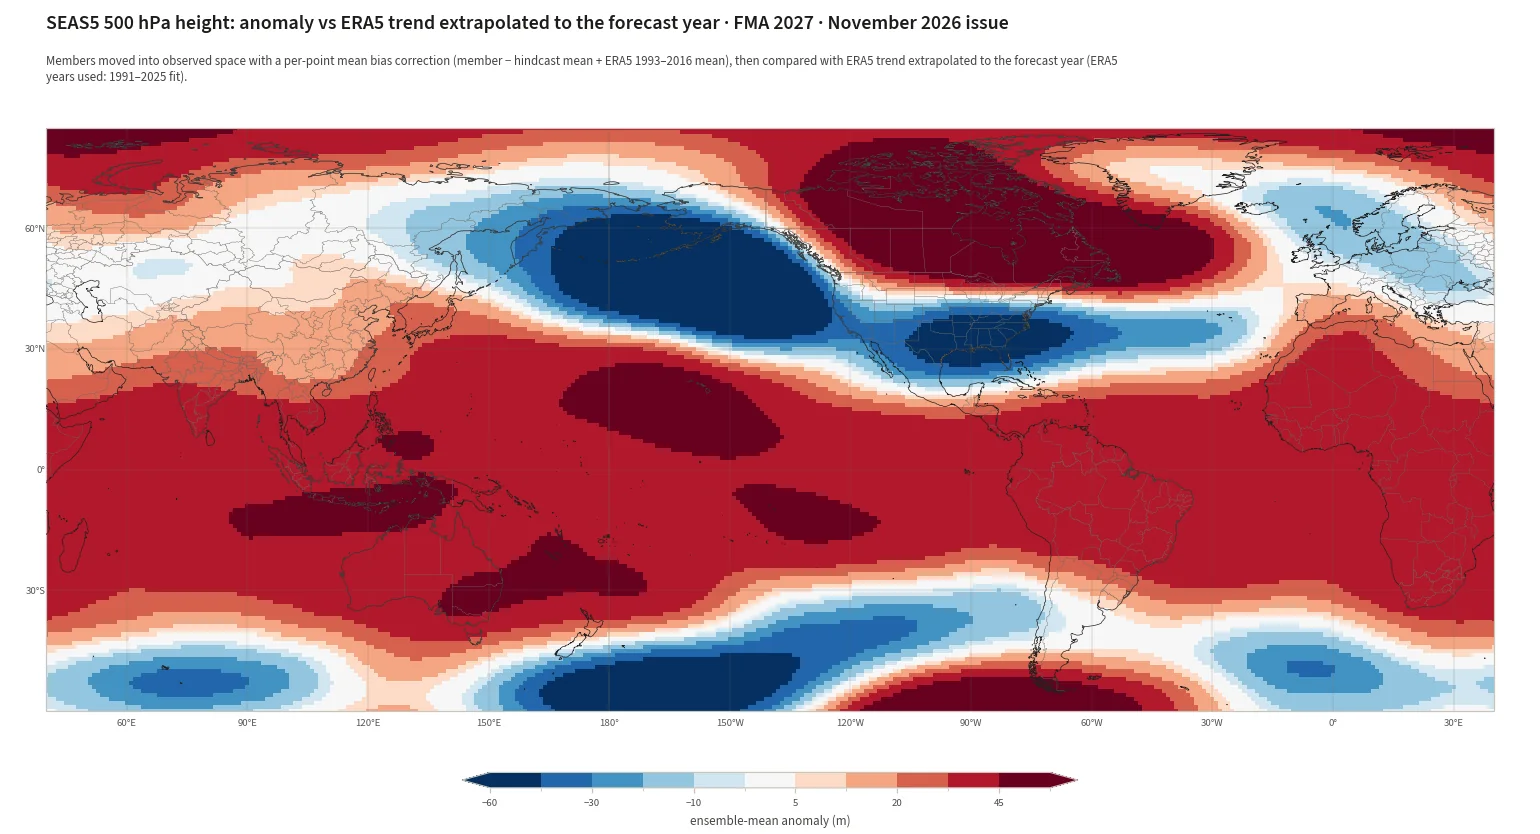 SEAS5 500 hPa height: anomaly vs ERA5 trend extrapolated to the forecast year · FMA 2027 · November 2026 issue
Members moved into observed space with a per-point mean bias correction (member − hindcast mean + ERA5 1993–2016 mean), then compared with ERA5 trend extrapolated to the forecast year (ERA5
years used: 1991–2025 fit).
60°N
30°N
0°
30°S
60°E 90°E 120°E 150°E 180° 150°W 120°W 90°W 60°W 30°W 0° 30°E
−60 −30 −10 5 20 45
ensemble-mean anomaly (m)